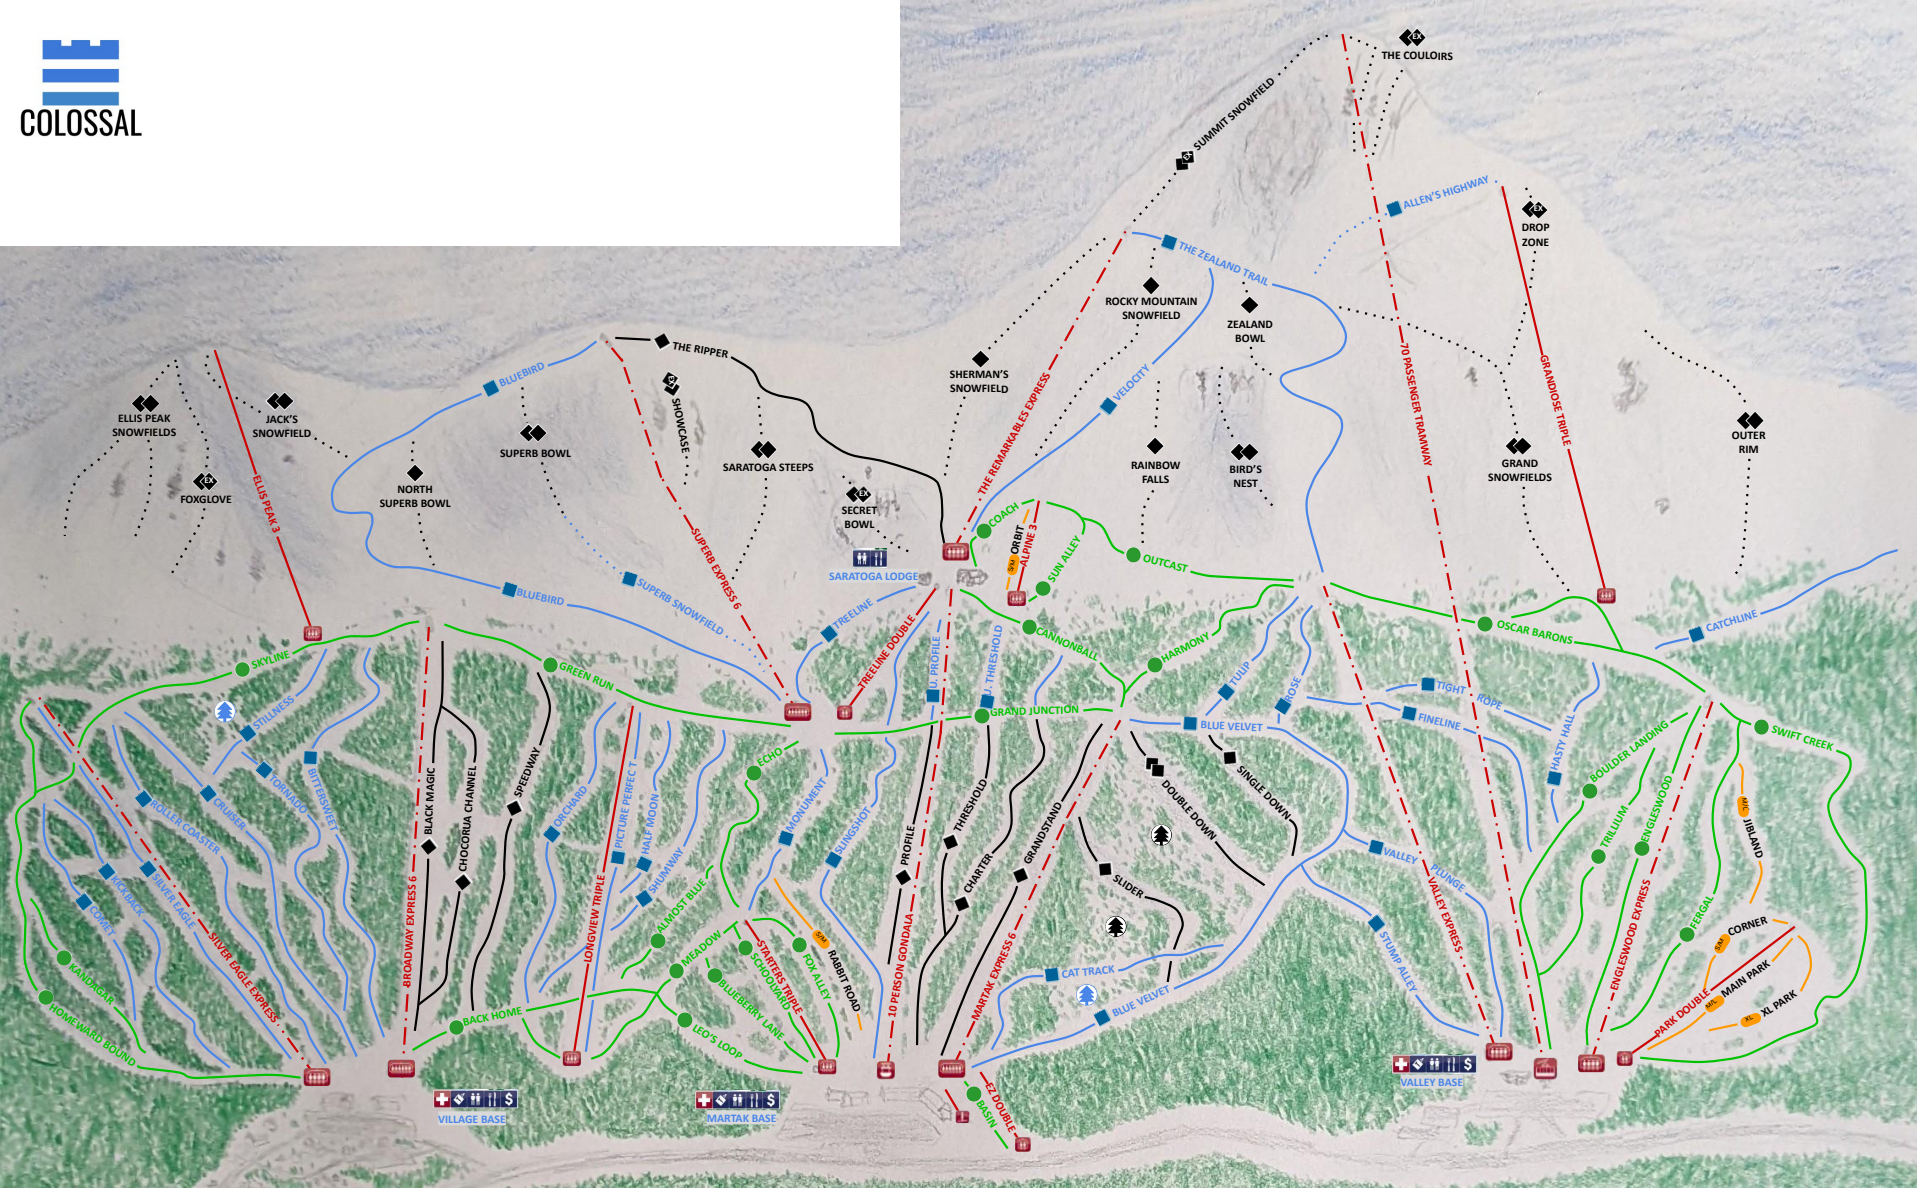 COLOSSAL
EX
THE COULOIRS
SUMMIT SNOWFIELD
ALLEN'S HIGHWAY
EX
DROP
ZONE
THE ZEALAND TRAIL
ROCKY MOUNTAIN
SNOWFIELD
ZEALAND
BOWL
THE RIPPER
BLUEBIRD
SHERMAN'S
SNOWFIELD
VELOCITY
THE REMARKABLES EXPRESS
70 PASSENGER TRAMWAY
GRANDIOSE TRIPLE
ELLIS PEAK
SNOWFIELDS
JACK'S
SNOWFIELD
EX
FOXGLOVE
ELLIS PEAK 3
NORTH
SUPERB BOWL
SUPERB BOWL
SHOWCASE
SARATOGA STEEPS
EX
SECRET
BOWL
RAINBOW
FALLS
BIRD'S
NEST
GRAND
SNOWFIELDS
OUTER
RIM
SUPERB EXPRESS 6
SARATOGA LODGE
COACH
ORBIT
S/M
ALPINE 3
SUN ALLEY
OUTCAST
BLUEBIRD
SUPERB SNOWFIELD
TREELINE
TREELINE DOUBLE
U. PROFILE
U. THRESHOLD
CANNONBALL
HARMONY
OSCAR BARONS
CATCHLINE
SKYLINE
GREEN RUN
GRAND JUNCTION
TULIP
ROSE
BLUE VELVET
TIGHT ROPE
FINELINE
HASTY HALL
BOULDER LANDING
SWIFT CREEK
STILLNESS
TORNADO
BITTERSWEET
CRUISER
ROLLER COASTER
BLACK MAGIC
CHOCORUA CHANNEL
SPEEDWAY
ORCHARD
PICTURE PERFECT
HALF MOON
SHUMWAY
ECHO
MONUMENT
SLINGSHOT
PROFILE
THRESHOLD
CHARTER
GRANDSTAND
DOUBLE DOWN
SINGLE DOWN
SLIDER
VALLEY PLUNGE
STUMP ALLEY
TRILLIUM
ENGLESWOOD
M/L
JIBLAND
FERGAL
S/M
CORNER
M/L
MAIN PARK
XL
XL PARK
PARK DOUBLE
ENGLESWOOD EXPRESS
VALLEY EXPRESS
KICKBACK
SILVER EAGLE
COMET
SILVER EAGLE EXPRESS
KANDAGAR
HOMEWARD BOUND
BROADWAY EXPRESS 6
LONGVIEW TRIPLE
ALMOST BLUE
MEADOW
SCHOOLYARD
STARTERS TRIPLE
FOX ALLEY
S/M
RABBIT ROAD
BLUEBERRY LANE
LEO'S LOOP
BACK HOME
10 PERSON GONDALA
MARTAK EXPRESS 6
CAT TRACK
BLUE VELVET
EZ DOUBLE
BASIN
$
VILLAGE BASE
$
MARTAK BASE
$
VALLEY BASE